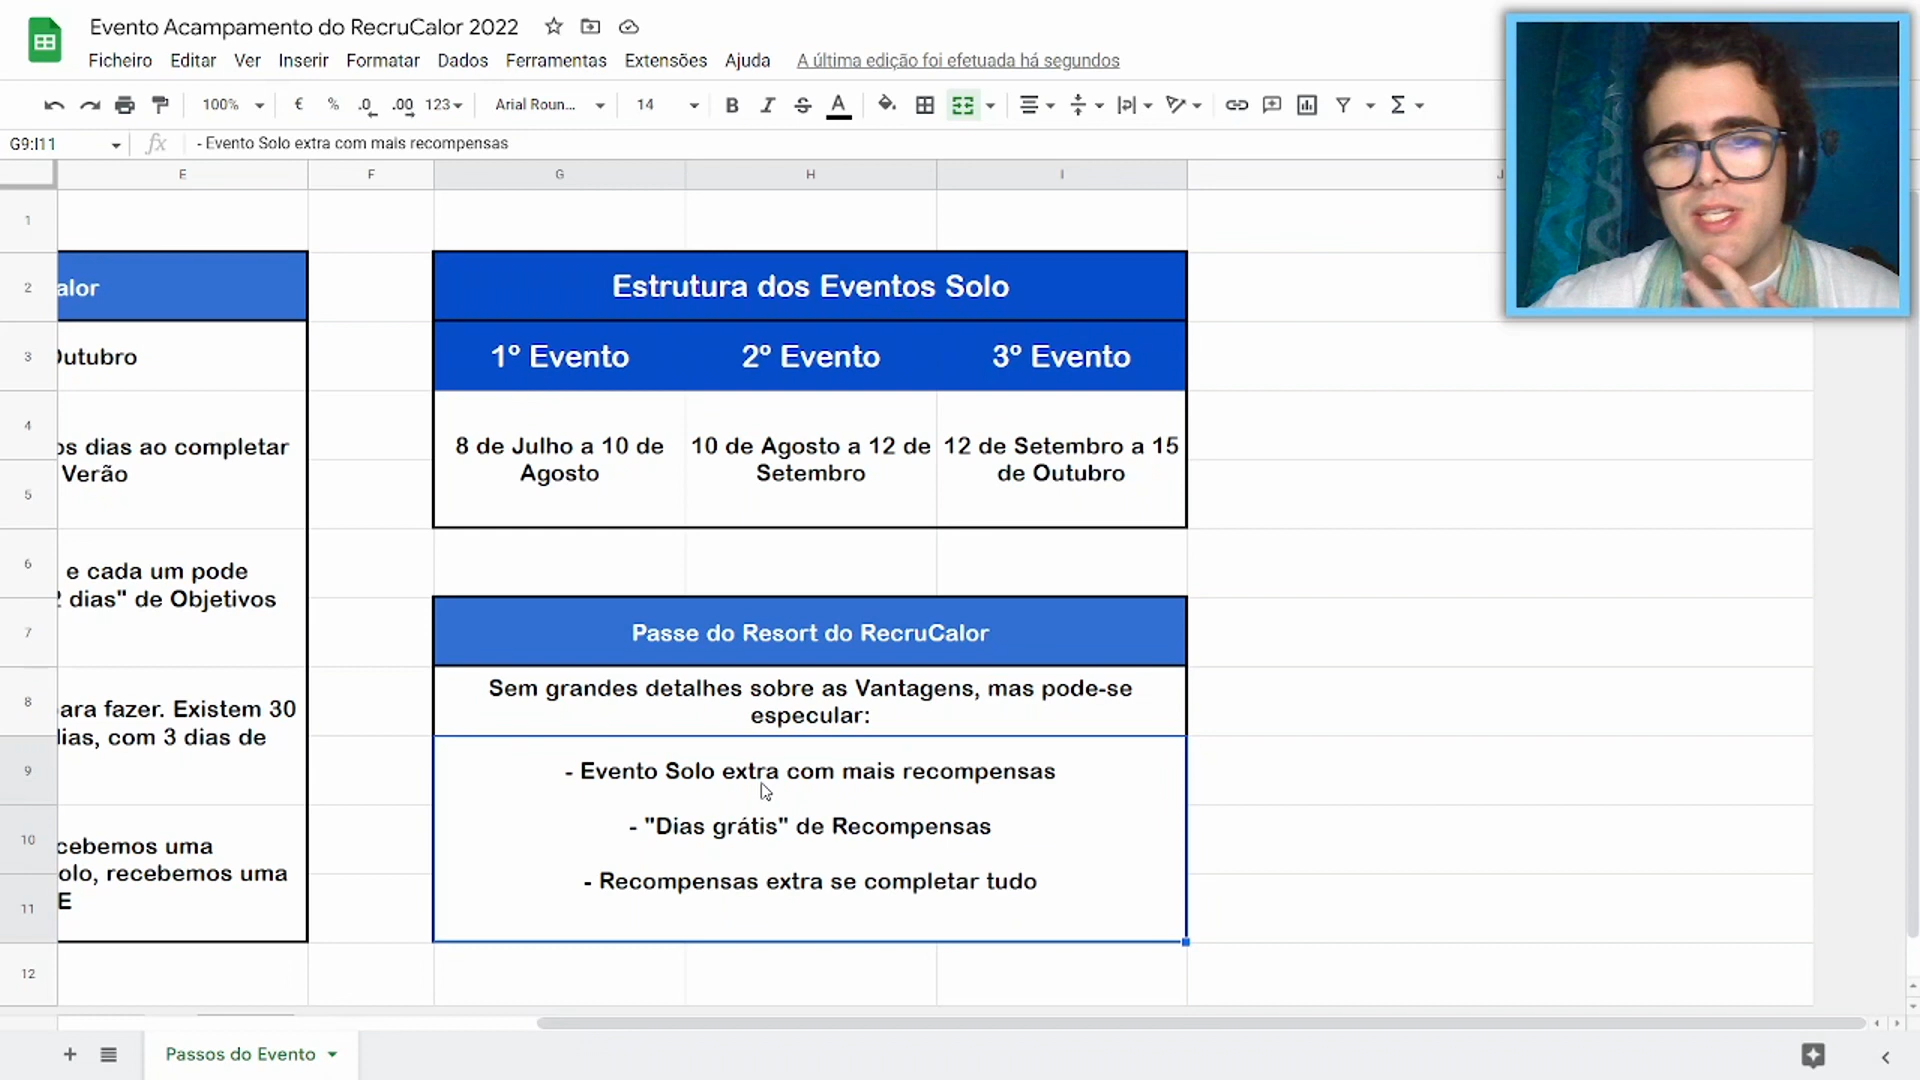 Evento Acampamento do RecruCalor 2022
Ficheiro Editar Ver Inserir Formatar Dados Ferramentas Extensões Ajuda A última edição foi efetuada há segundos
100% € % .0 .00 123 Arial Roun... 14 B I S A Σ
G9:I11 fx - Evento Solo extra com mais recompensas
E F G H I J
1
2
3
4
5
6
7
8
9
10
11
12
alor
Outubro
os dias ao completar
Verão
e cada um pode
2 dias" de Objetivos
para fazer. Existem 30
dias, com 3 dias de
cebemos uma
olo, recebemos uma
E
Estrutura dos Eventos Solo
1º Evento 2º Evento 3º Evento
8 de Julho a 10 de
Agosto
10 de Agosto a 12 de
Setembro
12 de Setembro a 15
de Outubro
Passe do Resort do RecruCalor
Sem grandes detalhes sobre as Vantagens, mas pode-se
especular:
- Evento Solo extra com mais recompensas
- "Dias grátis" de Recompensas
- Recompensas extra se completar tudo
Passos do Evento